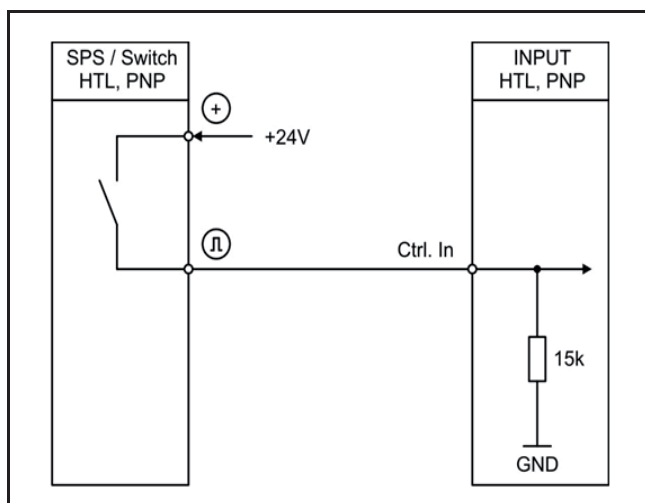 SPS / Switch
HTL, PNP
INPUT
HTL, PNP
+
+24V
Ctrl. In
15k
GND